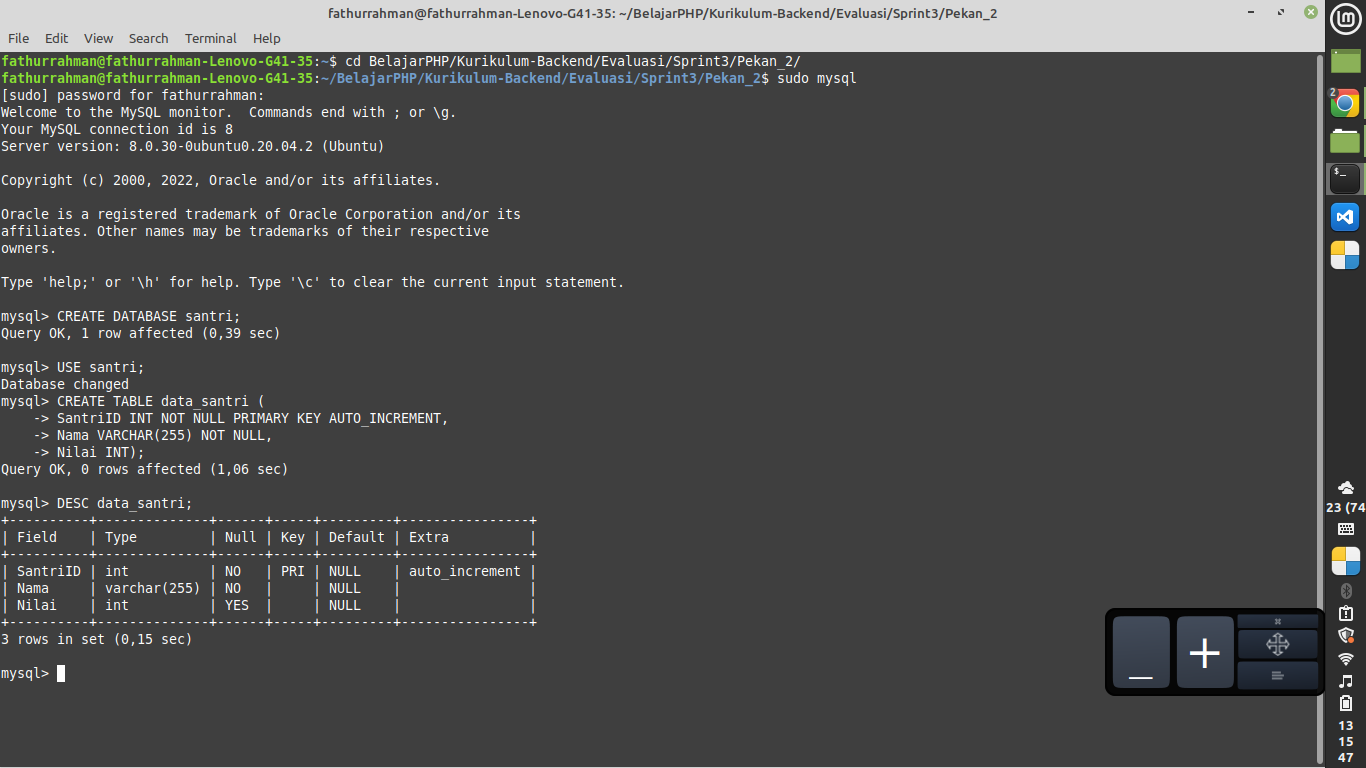 fathurrahman@fathurrahman-Lenovo-G41-35: ~/BelajarPHP/Kurikulum-Backend/Evaluasi/Sprint3/Pekan_2
File Edit View Search Terminal Help
fathurrahman@fathurrahman-Lenovo-G41-35:~$ cd BelajarPHP/Kurikulum-Backend/Evaluasi/Sprint3/Pekan_2/
fathurrahman@fathurrahman-Lenovo-G41-35:~/BelajarPHP/Kurikulum-Backend/Evaluasi/Sprint3/Pekan_2$ sudo mysql
[sudo] password for fathurrahman:
Welcome to the MySQL monitor.  Commands end with ; or \g.
Your MySQL connection id is 8
Server version: 8.0.30-0ubuntu0.20.04.2 (Ubuntu)
Copyright (c) 2000, 2022, Oracle and/or its affiliates.
Oracle is a registered trademark of Oracle Corporation and/or its
affiliates. Other names may be trademarks of their respective
owners.
Type 'help;' or '\h' for help. Type '\c' to clear the current input statement.
mysql> CREATE DATABASE santri;
Query OK, 1 row affected (0,39 sec)
mysql> USE santri;
Database changed
mysql> CREATE TABLE data_santri (
    -> SantriID INT NOT NULL PRIMARY KEY AUTO_INCREMENT,
    -> Nama VARCHAR(255) NOT NULL,
    -> Nilai INT);
Query OK, 0 rows affected (1,06 sec)
mysql> DESC data_santri;
+----------+--------------+------+-----+---------+----------------+
| Field    | Type         | Null | Key | Default | Extra          |
+----------+--------------+------+-----+---------+----------------+
| SantriID | int          | NO   | PRI | NULL    | auto_increment |
| Nama     | varchar(255) | NO   |     | NULL    |                |
| Nilai    | int          | YES  |     | NULL    |                |
+----------+--------------+------+-----+---------+----------------+
3 rows in set (0,15 sec)
mysql>
2
$_
23 (74
_ +
13
15
47